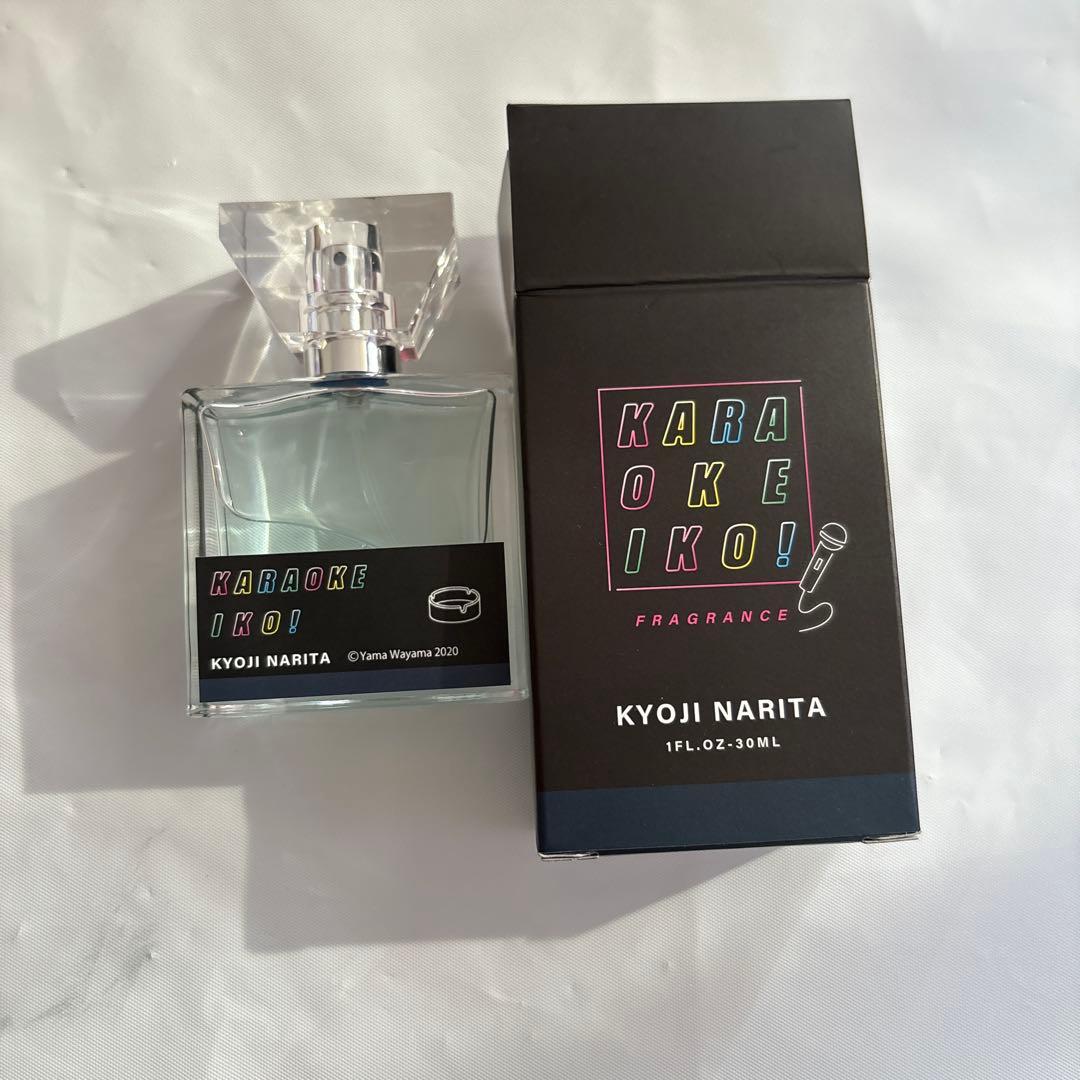 KARAOKE
IKO!
KYOJI NARITA
©Yama Wayama 2020
KARA
OKE
IKO!
FRAGRANCE
KYOJI NARITA
1FL.OZ-30ML